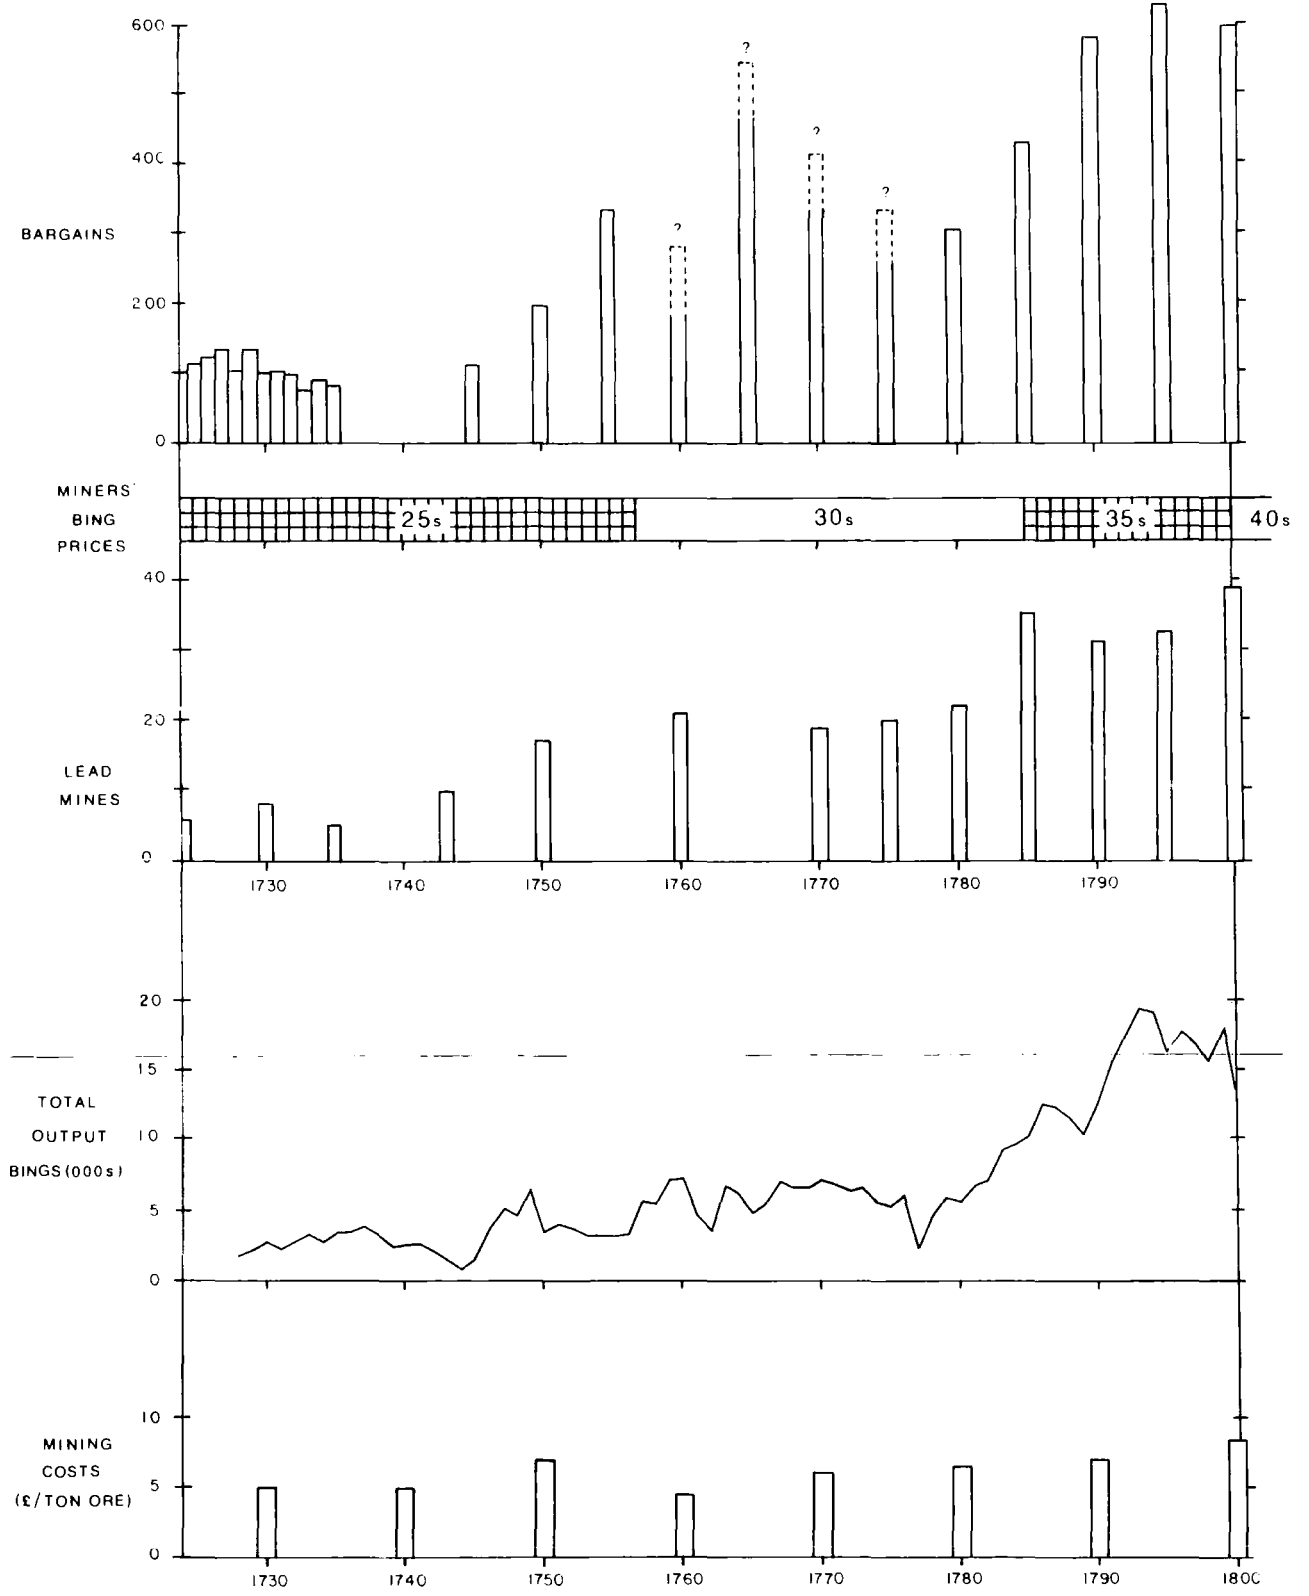 600
?
?
400
?
BARGAINS
?
200
0
MINERS'
BING
PRICES
25s
30s
35s
40s
40
20
LEAD
MINES
0
1730
1740
1750
1760
1770
1780
1790
20
15
TOTAL
OUTPUT
10
BINGS (000s)
5
0
10
MINING
COSTS
5
(£/TON ORE)
0
1730
1740
1750
1760
1770
1780
1790
1800